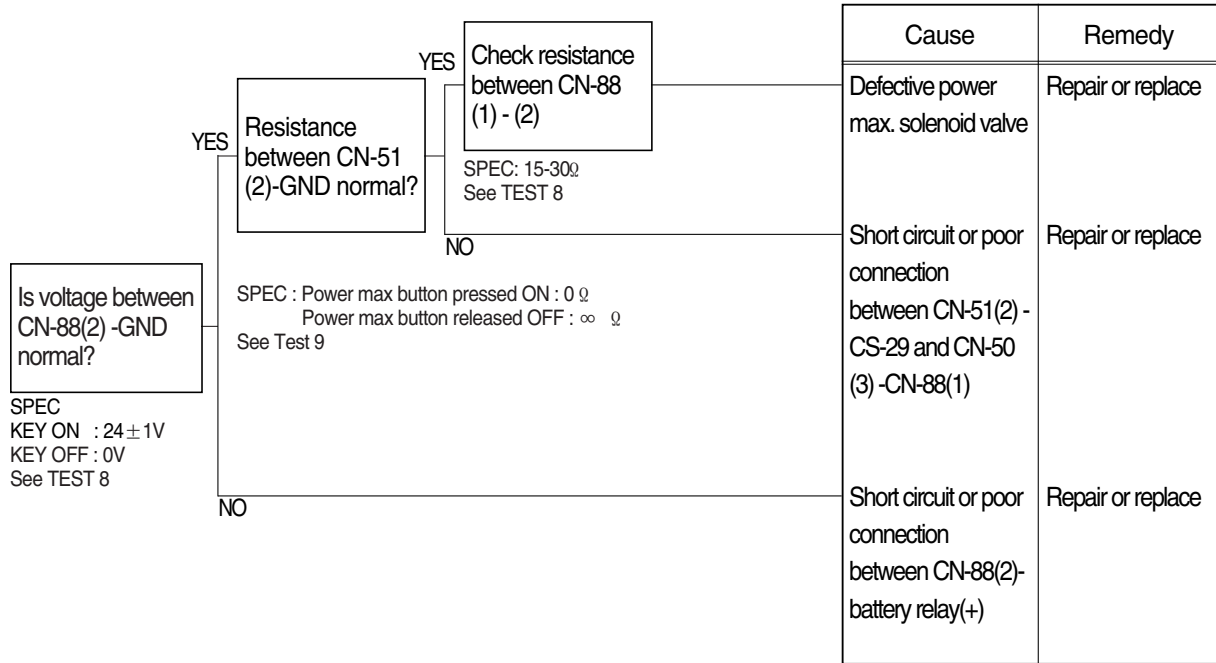 Cause
Remedy
YES
Check resistance
between CN-88
(1) - (2)
Defective power
max. solenoid valve
Repair or replace
YES
Resistance
between CN-51
(2)-GND normal?
SPEC: 15-30Ω
See TEST 8
NO
Short circuit or poor
connection
between CN-51(2) -
CS-29 and CN-50
(3) -CN-88(1)
Repair or replace
Is voltage between
CN-88(2) -GND
normal?
SPEC : Power max button pressed ON : 0 Ω
Power max button released OFF : ∞ Ω
See Test 9
SPEC
KEY ON : 24±1V
KEY OFF : 0V
See TEST 8
NO
Short circuit or poor
connection
between CN-88(2)-
battery relay(+)
Repair or replace